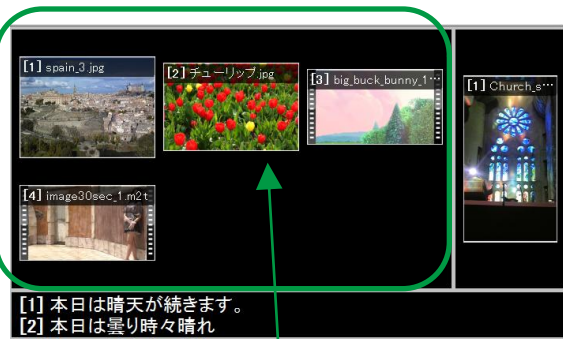 [1] spain_3.jpg
[2] チューリップ.jpg
[3] big_buck_bunny_1…
[1] Church_s…
[4] image30sec_1.m2t
[1] 本日は晴天が続きます。
[2] 本日は曇り時々晴れ